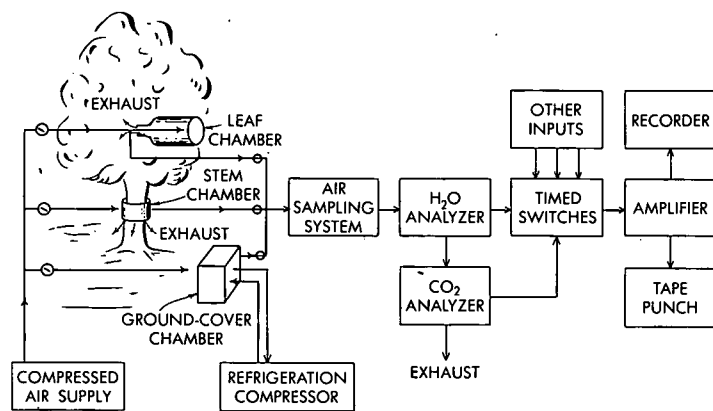 EXHAUST
LEAF
CHAMBER
STEM
CHAMBER
EXHAUST
GROUND-COVER
CHAMBER
COMPRESSED
AIR SUPPLY
REFRIGERATION
COMPRESSOR
AIR
SAMPLING
SYSTEM
H₂O
ANALYZER
CO₂
ANALYZER
EXHAUST
OTHER
INPUTS
TIMED
SWITCHES
RECORDER
AMPLIFIER
TAPE
PUNCH